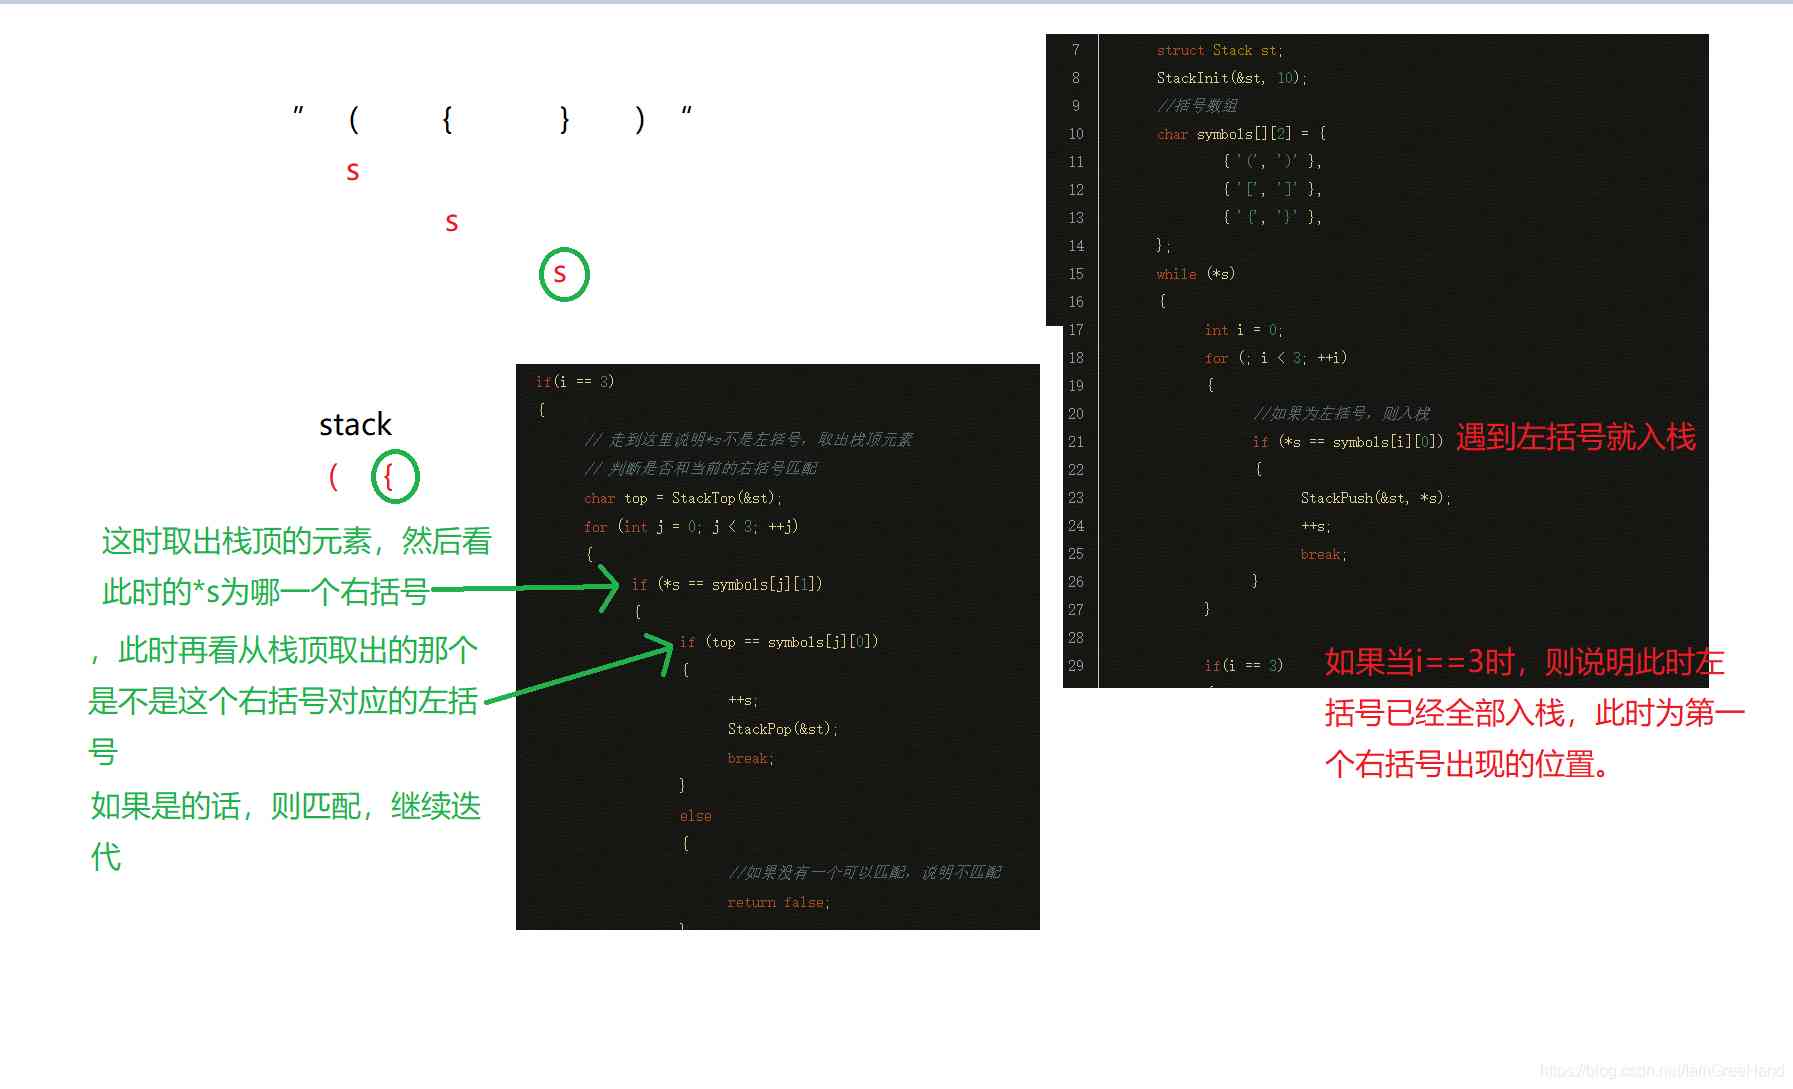 ” ( { } ) “
s
s
s
stack
( {
这时取出栈顶的元素，然后看
此时的*s为哪一个右括号
，此时再看从栈顶取出的那个
是不是这个右括号对应的左括
号
如果是的话，则匹配，继续迭
代
if(i == 3)
{
// 走到这里说明*s不是左括号，取出栈顶元素
// 判断是否和当前的右括号匹配
char top = StackTop(&st);
for (int j = 0; j < 3; ++j)
{
if (*s == symbols[j][1])
{
if (top == symbols[j][0])
{
++s;
StackPop(&st);
break;
}
else
{
//如果没有一个可以匹配，说明不匹配
return false;
}
7 struct Stack st;
8 StackInit(&st, 10);
9 //括号数组
10 char symbols[][2] = {
11 { '(', ')' },
12 { '[', ']' },
13 { '{', '}' },
14 };
15 while (*s)
16 {
17 int i = 0;
18 for (; i < 3; ++i)
19 {
20 //如果为左括号，则入栈
21 if (*s == symbols[i][0]) 遇到左括号就入栈
22 {
23 StackPush(&st, *s);
24 ++s;
25 break;
26 }
27 }
28
29 if(i == 3)
{
如果当i==3时，则说明此时左
括号已经全部入栈，此时为第一
个右括号出现的位置。
https://blog.csdn.net/IamGreeHand